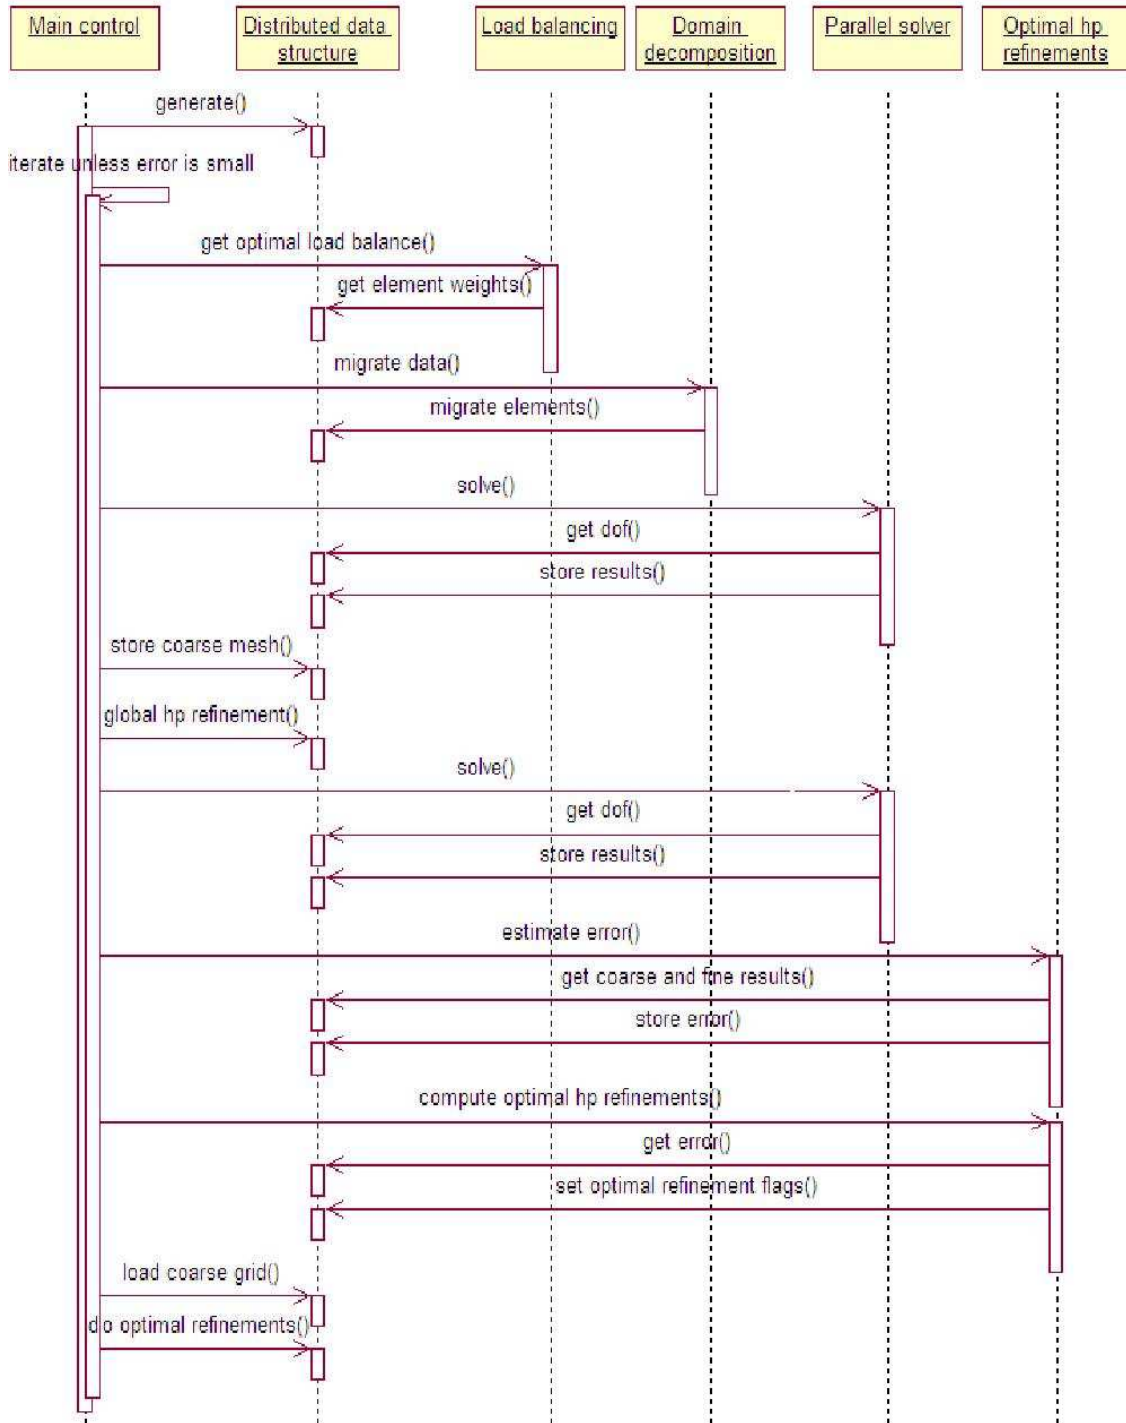 Main control
Distributed data
structure
Load balancing
Domain
decomposition
Parallel solver
Optimal hp
refinements
generate()
iterate unless error is small
get optimal load balance()
get element weights()
migrate data()
migrate elements()
solve()
get dof()
store results()
store coarse mesh()
global hp refinement()
solve()
get dof()
store results()
estimate error()
get coarse and fine results()
store error()
compute optimal hp refinements()
get error()
set optimal refinement flags()
load coarse grid()
do optimal refinements()